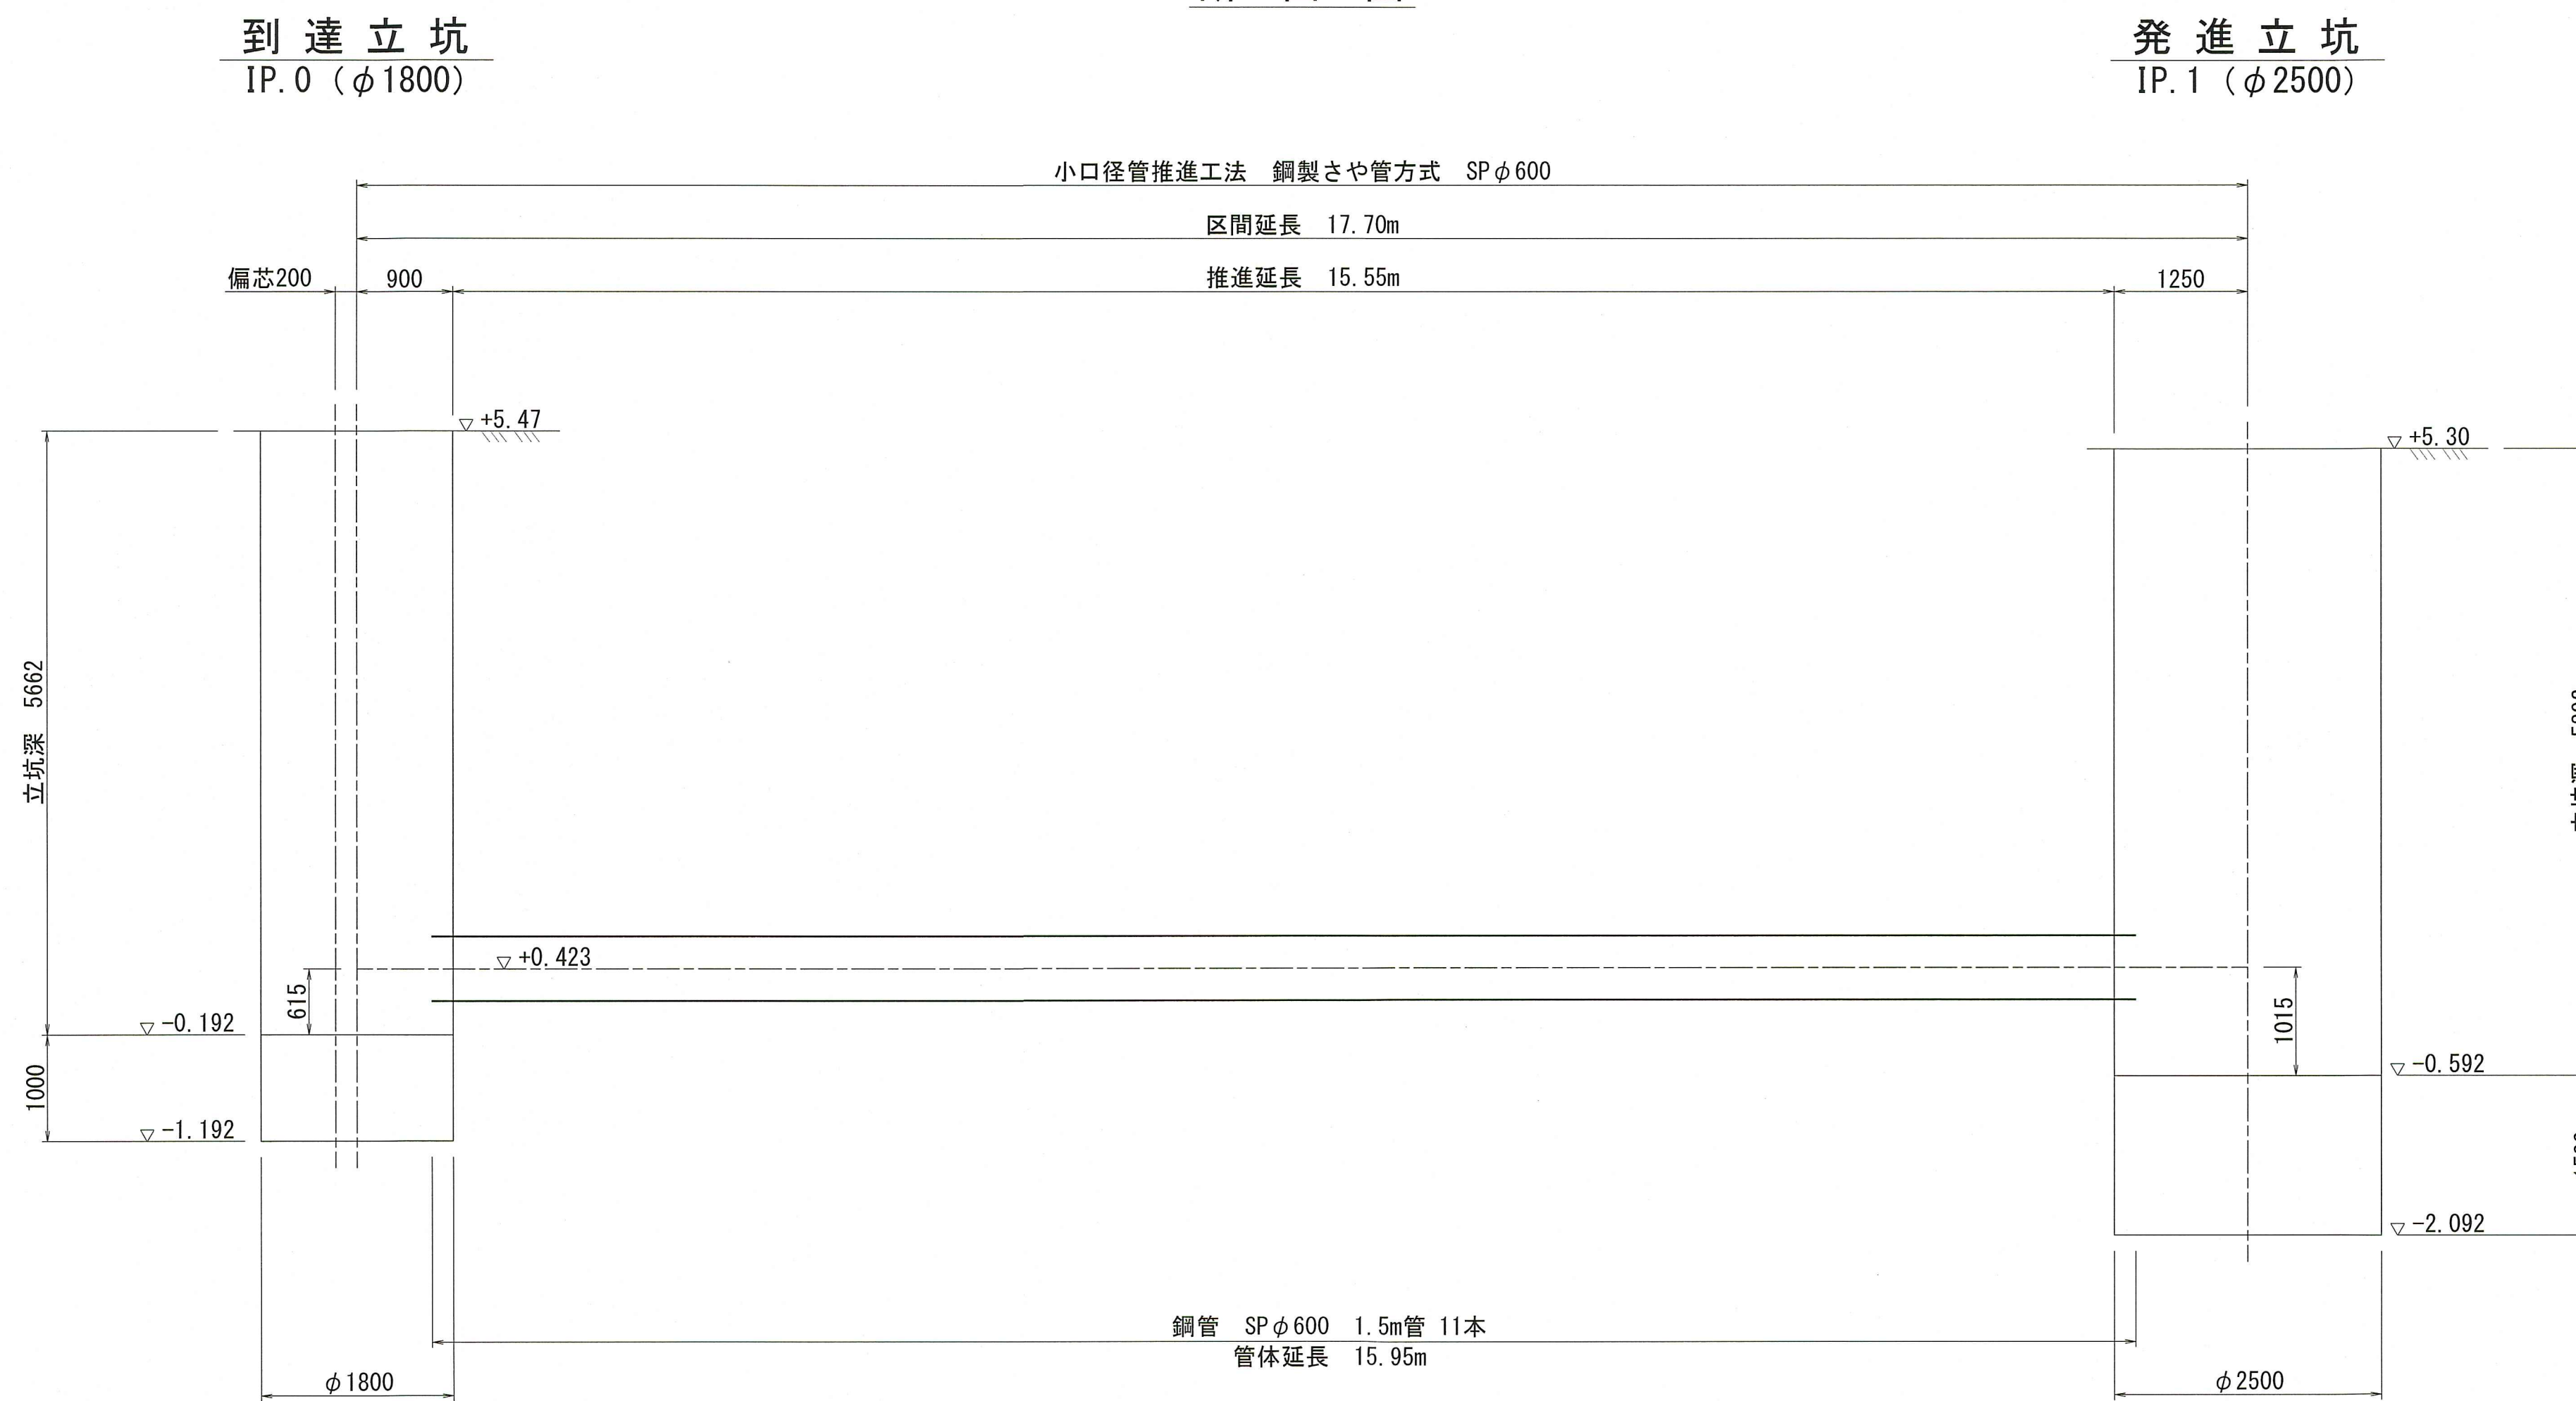 到達立坑
IP.0 (φ1800)
発進立坑
IP.1 (φ2500)
小口径管推進工法 鋼製さや管方式 SPφ600
区間延長 17.70m
偏芯200
900
推進延長 15.55m
1250
+5.47
+5.30
立坑深 5662
+0.423
615
1015
-0.192
-0.592
1000
-1.192
-2.092
鋼管 SPφ600 1.5m管 11本
管体延長 15.95m
φ1800
φ2500